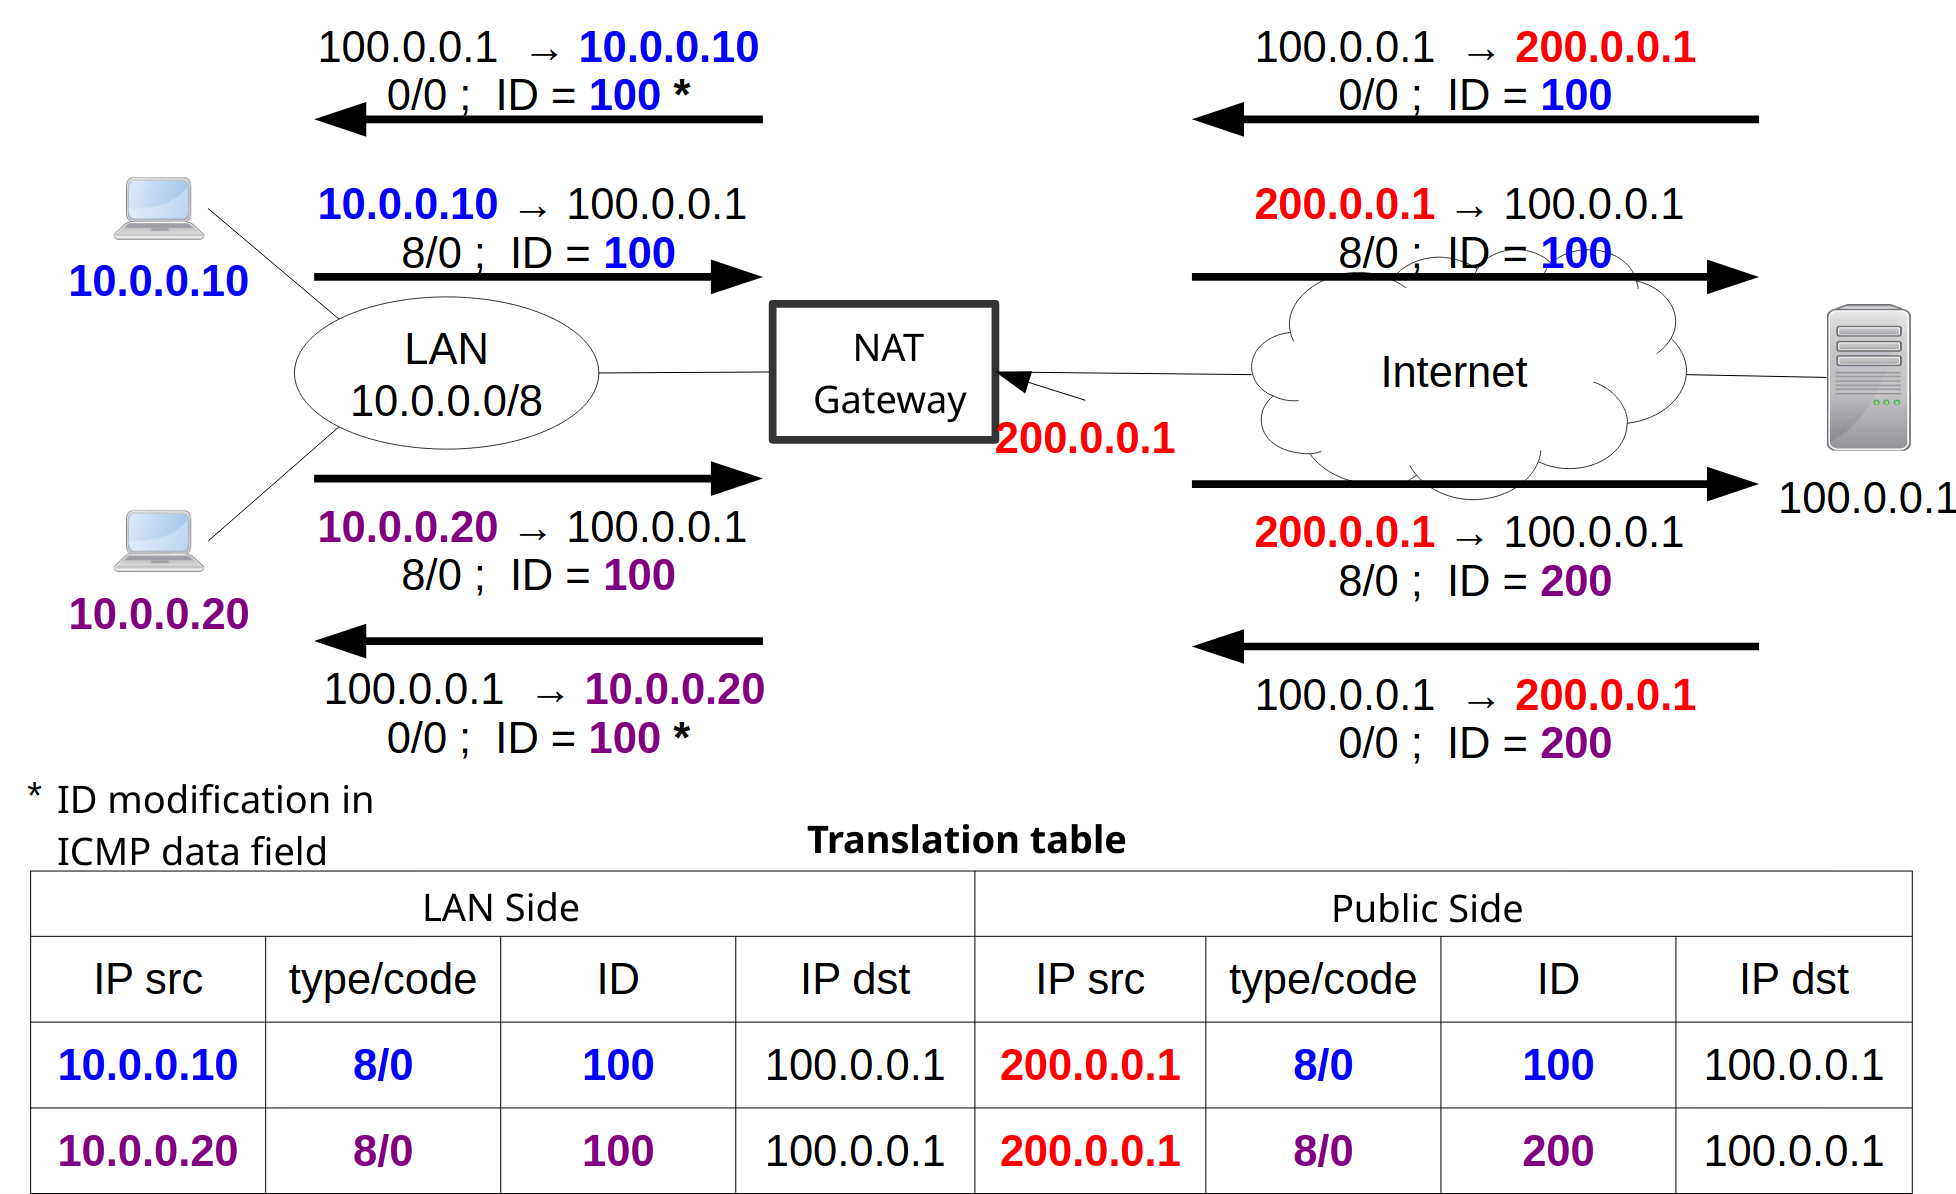 100.0.0.1 → 10.0.0.10
0/0 ; ID = 100 *
100.0.0.1 → 200.0.0.1
0/0 ; ID = 100
10.0.0.10 → 100.0.0.1
8/0 ; ID = 100
200.0.0.1 → 100.0.0.1
8/0 ; ID = 100
10.0.0.10
LAN
10.0.0.0/8
NAT
Gateway
200.0.0.1
Internet
100.0.0.1
10.0.0.20 → 100.0.0.1
8/0 ; ID = 100
200.0.0.1 → 100.0.0.1
8/0 ; ID = 200
10.0.0.20
100.0.0.1 → 10.0.0.20
0/0 ; ID = 100 *
100.0.0.1 → 200.0.0.1
0/0 ; ID = 200
* ID modification in
ICMP data field
Translation table
LAN Side Public Side
IP src type/code ID IP dst IP src type/code ID IP dst
10.0.0.10 8/0 100 100.0.0.1 200.0.0.1 8/0 100 100.0.0.1
10.0.0.20 8/0 100 100.0.0.1 200.0.0.1 8/0 200 100.0.0.1